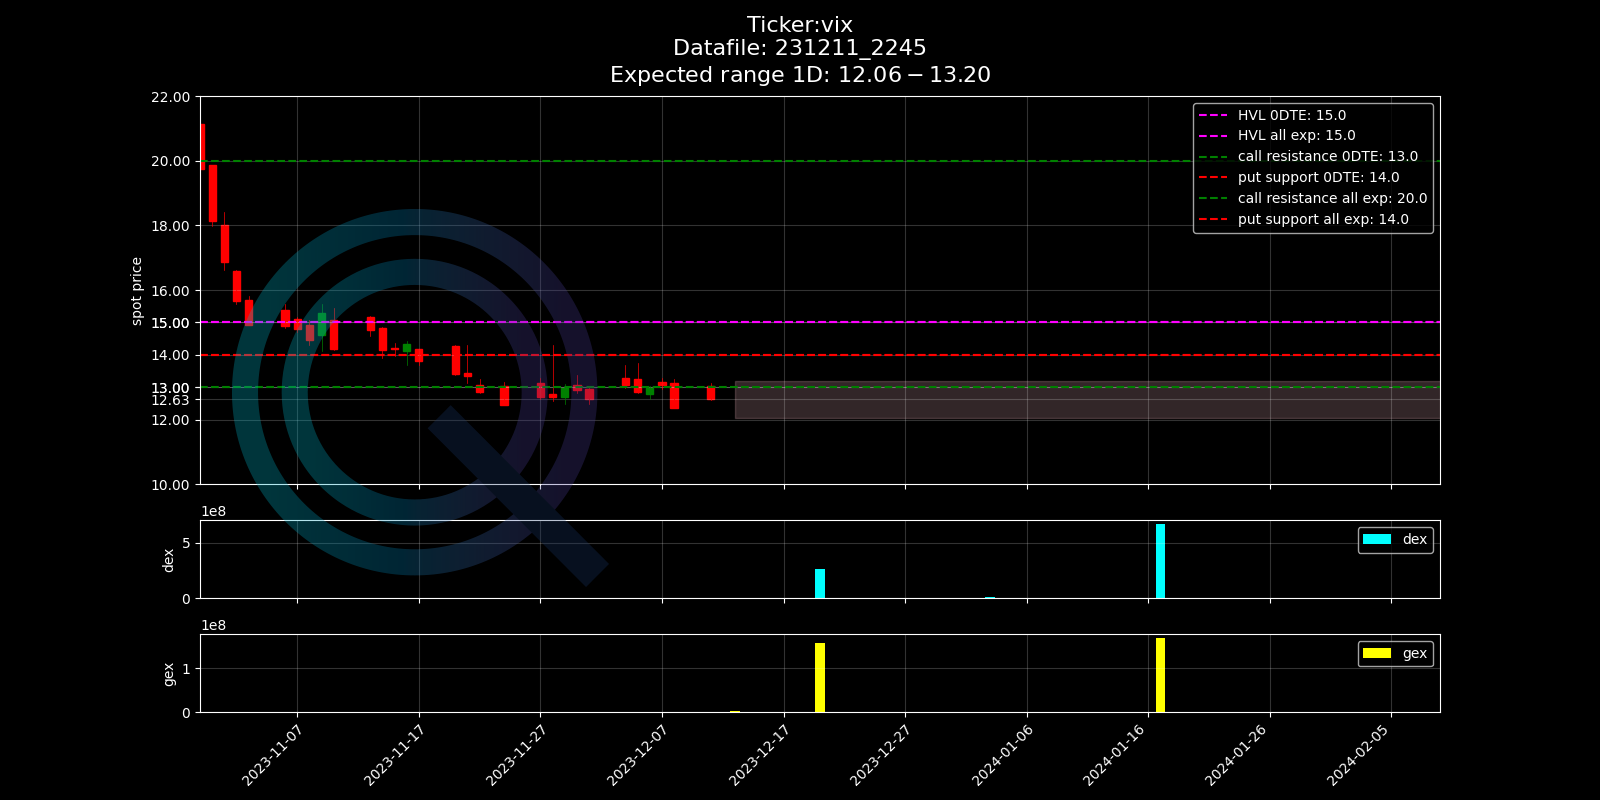 Ticker:vix
Datafile: 231211_2245
Expected range 1D: 12.06 − 13.20
22.00
20.00
18.00
16.00
15.00
14.00
13.00
12.63
12.00
10.00
spot price
HVL 0DTE: 15.0
HVL all exp: 15.0
call resistance 0DTE: 13.0
put support 0DTE: 14.0
call resistance all exp: 20.0
put support all exp: 14.0
1e8
5
0
dex
dex
1e8
1
0
gex
gex
2023-11-07
2023-11-17
2023-11-27
2023-12-07
2023-12-17
2023-12-27
2024-01-06
2024-01-16
2024-01-26
2024-02-05